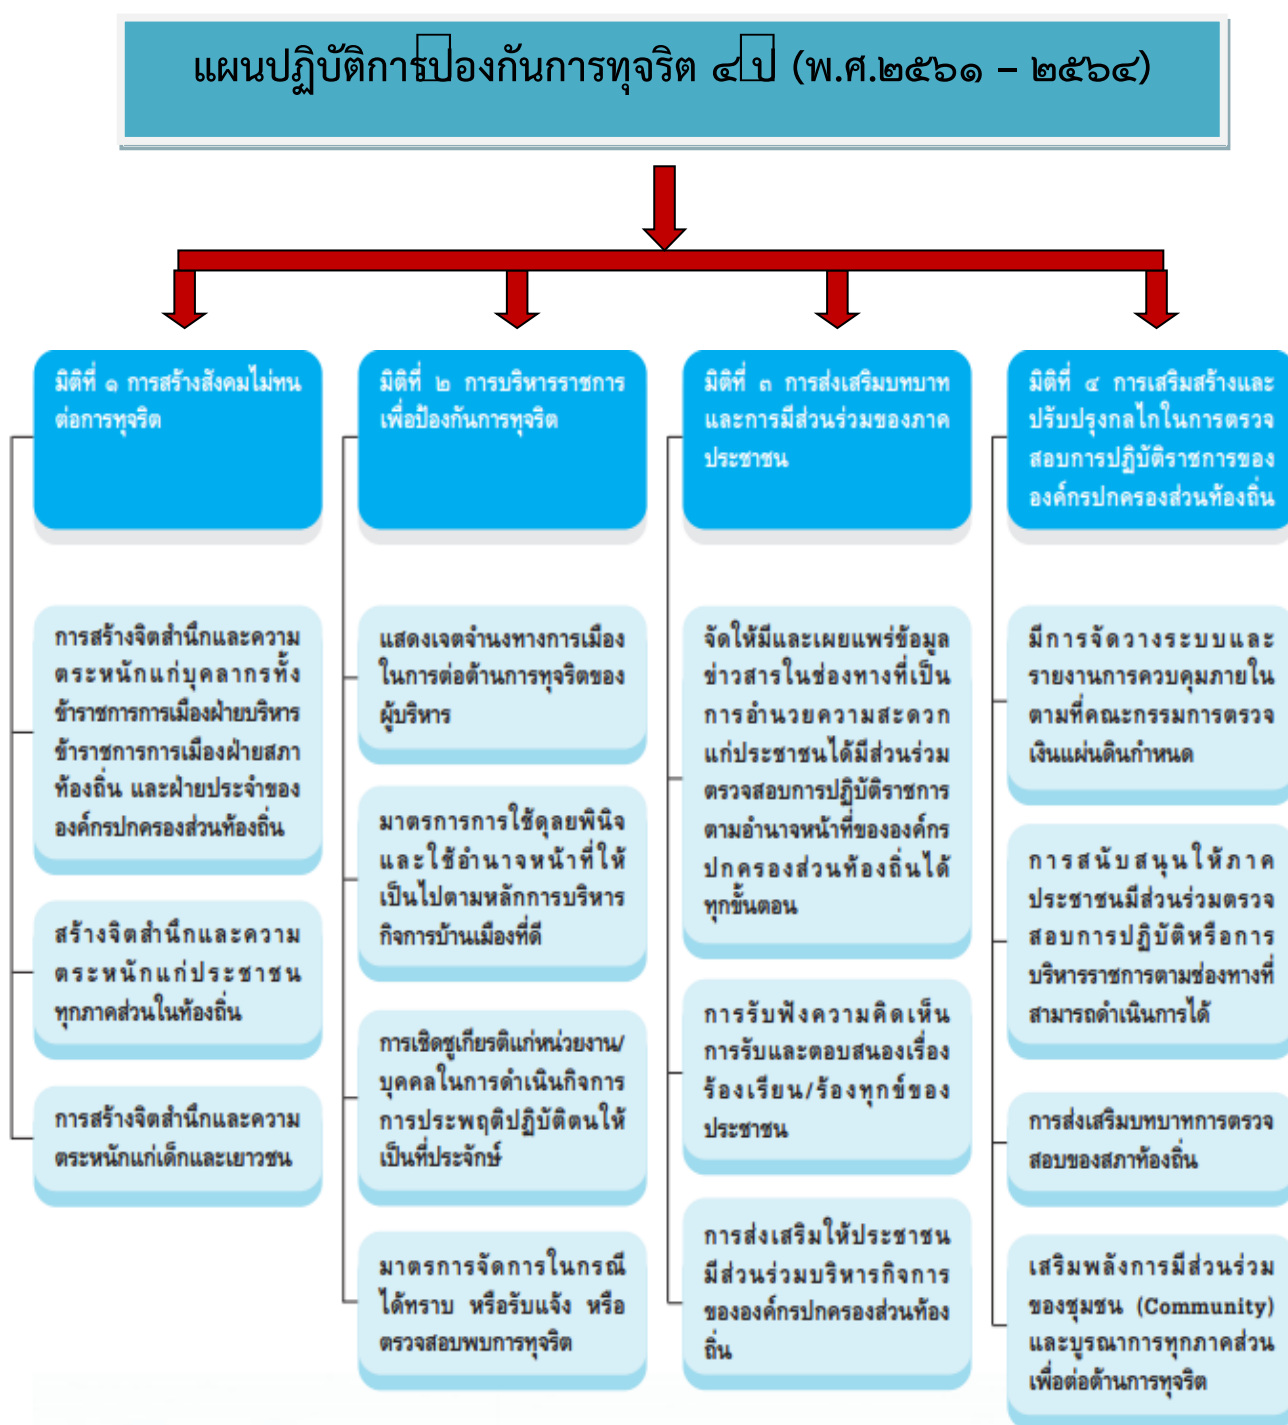 แผนปฏิบัติการป้องกันการทุจริต ๔ ปี (พ.ศ.๒๕๖๑ – ๒๕๖๔)
มิติที่ ๑ การสร้างสังคมไม่ทน
ต่อการทุจริต
การสร้างจิตสำนึกและความ
ตระหนักแก่บุคลากรทั้ง
ข้าราชการการเมืองฝ่ายบริหาร
ข้าราชการการเมืองฝ่ายสภา
ท้องถิ่น และฝ่ายประจำของ
องค์กรปกครองส่วนท้องถิ่น
สร้างจิตสำนึกและความ
ตระหนักแก่ประชาชน
ทุกภาคส่วนในท้องถิ่น
การสร้างจิตสำนึกและความ
ตระหนักแก่เด็กและเยาวชน
มิติที่ ๒ การบริหารราชการ
เพื่อป้องกันการทุจริต
แสดงเจตจำนงทางการเมือง
ในการต่อต้านการทุจริตของ
ผู้บริหาร
มาตรการการใช้ดุลยพินิจ
และใช้อำนาจหน้าที่ให้
เป็นไปตามหลักการบริหาร
กิจการบ้านเมืองที่ดี
การเชิดชูเกียรติแก่หน่วยงาน/
บุคคลในการดำเนินกิจการ
การประพฤติปฏิบัติตนให้
เป็นที่ประจักษ์
มาตรการจัดการในกรณี
ได้ทราบ หรือรับแจ้ง หรือ
ตรวจสอบพบการทุจริต
มิติที่ ๓ การส่งเสริมบทบาท
และการมีส่วนร่วมของภาค
ประชาชน
จัดให้มีและเผยแพร่ข้อมูล
ข่าวสารในช่องทางที่เป็น
การอำนวยความสะดวก
แก่ประชาชนได้มีส่วนร่วม
ตรวจสอบการปฏิบัติราชการ
ตามอำนาจหน้าที่ขององค์กร
ปกครองส่วนท้องถิ่นได้
ทุกขั้นตอน
การรับฟังความคิดเห็น
การรับและตอบสนองเรื่อง
ร้องเรียน/ร้องทุกข์ของ
ประชาชน
การส่งเสริมให้ประชาชน
มีส่วนร่วมบริหารกิจการ
ขององค์กรปกครองส่วนท้อง
ถิ่น
มิติที่ ๔ การเสริมสร้างและ
ปรับปรุงกลไกในการตรวจ
สอบการปฏิบัติราชการของ
องค์กรปกครองส่วนท้องถิ่น
มีการจัดวางระบบและ
รายงานการควบคุมภายใน
ตามที่คณะกรรมการตรวจ
เงินแผ่นดินกำหนด
การสนับสนุนให้ภาค
ประชาชนมีส่วนร่วมตรวจ
สอบการปฏิบัติหรือการ
บริหารราชการตามช่องทางที่
สามารถดำเนินการได้
การส่งเสริมบทบาทการตรวจ
สอบของสภาท้องถิ่น
เสริมพลังการมีส่วนร่วม
ของชุมชน (Community)
และบูรณาการทุกภาคส่วน
เพื่อต่อต้านการทุจริต